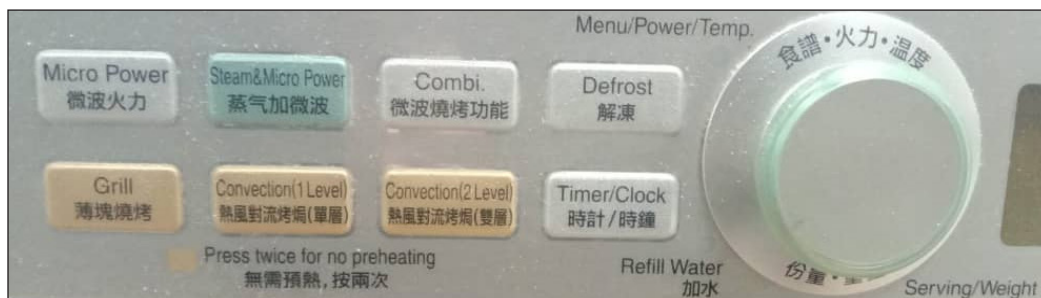 Menu/Power/Temp.
食譜•火力•温度
Micro Power
微波火力
Steam&Micro Power
蒸气加微波
Combi.
微波燒烤功能
Defrost
解凍
Grill
薄塊燒烤
Convection(1 Level)
熱風對流烤焗(單層)
Convection(2 Level)
熱風對流烤焗(雙層)
Timer/Clock
時計/時鐘
Press twice for no preheating
無需預熱,按兩次
Refill Water
加水
份量•
Serving/Weight